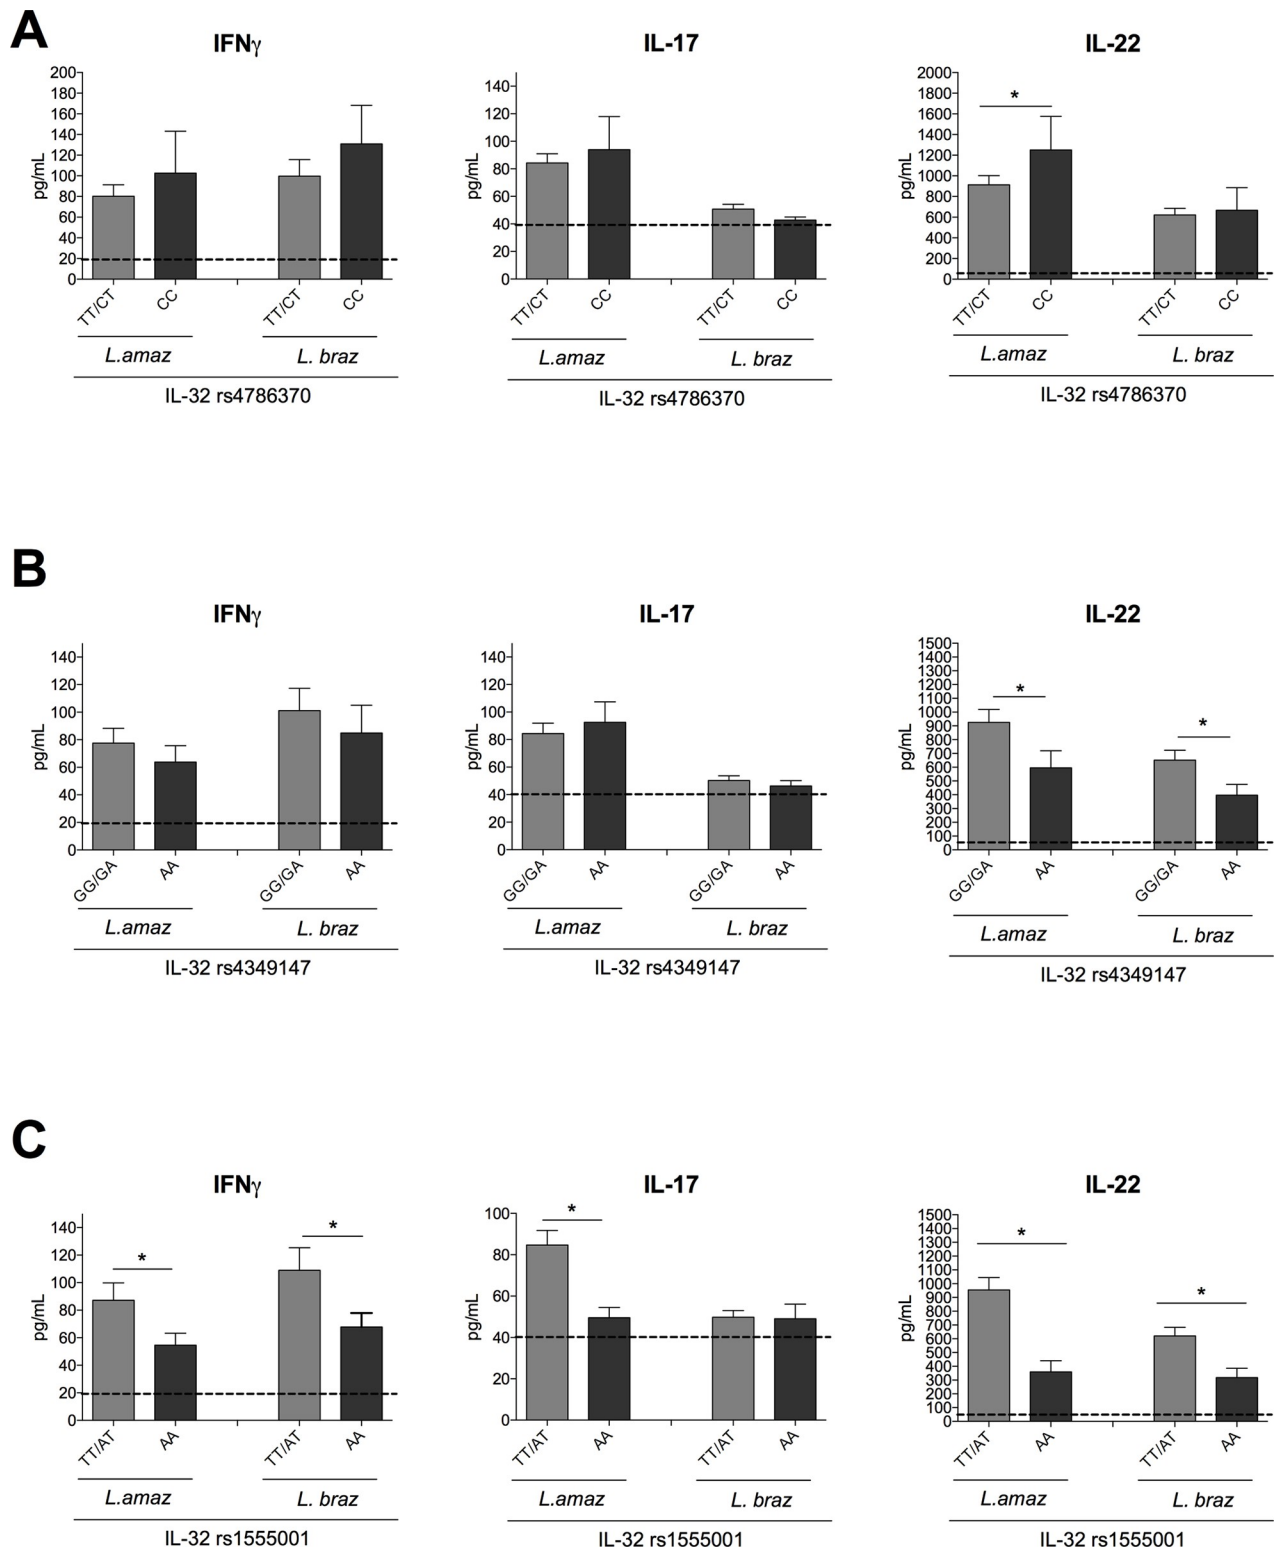 A
IFNγ
IL-17
IL-22
pg/mL
200
180
160
140
120
100
80
60
40
20
0
TT/CT
CC
TT/CT
CC
L.amaz
L. braz
IL-32 rs4786370
pg/mL
140
120
100
80
60
40
20
0
TT/CT
CC
TT/CT
CC
L.amaz
L. braz
IL-32 rs4786370
pg/mL
2000
1800
1600
1400
1200
1000
800
600
400
200
0
*
TT/CT
CC
TT/CT
CC
L.amaz
L. braz
IL-32 rs4786370
B
IFNγ
IL-17
IL-22
pg/mL
140
120
100
80
60
40
20
0
GG/GA
AA
GG/GA
AA
L.amaz
L. braz
IL-32 rs4349147
pg/mL
140
120
100
80
60
40
20
0
GG/GA
AA
GG/GA
AA
L.amaz
L. braz
IL-32 rs4349147
pg/mL
1500
1400
1300
1200
1100
1000
900
800
700
600
500
400
300
200
100
0
*
*
GG/GA
AA
GG/GA
AA
L.amaz
L. braz
IL-32 rs4349147
C
IFNγ
IL-17
IL-22
pg/mL
140
120
100
80
60
40
20
0
*
*
TT/AT
AA
TT/AT
AA
L.amaz
L. braz
IL-32 rs1555001
pg/mL
100
80
60
40
20
0
*
TT/AT
AA
TT/AT
AA
L.amaz
L. braz
IL-32 rs1555001
pg/mL
1500
1400
1300
1200
1100
1000
900
800
700
600
500
400
300
200
100
0
*
*
TT/AT
AA
TT/AT
AA
L.amaz
L. braz
IL-32 rs1555001